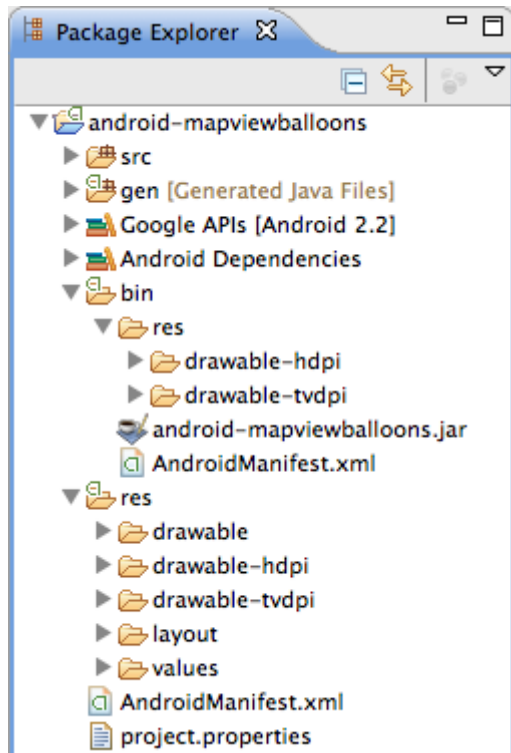 Package Explorer
android-mapviewballoons
src
gen [Generated Java Files]
Google APIs [Android 2.2]
Android Dependencies
bin
res
drawable-hdpi
drawable-tvdpi
android-mapviewballoons.jar
AndroidManifest.xml
res
drawable
drawable-hdpi
drawable-tvdpi
layout
values
AndroidManifest.xml
project.properties